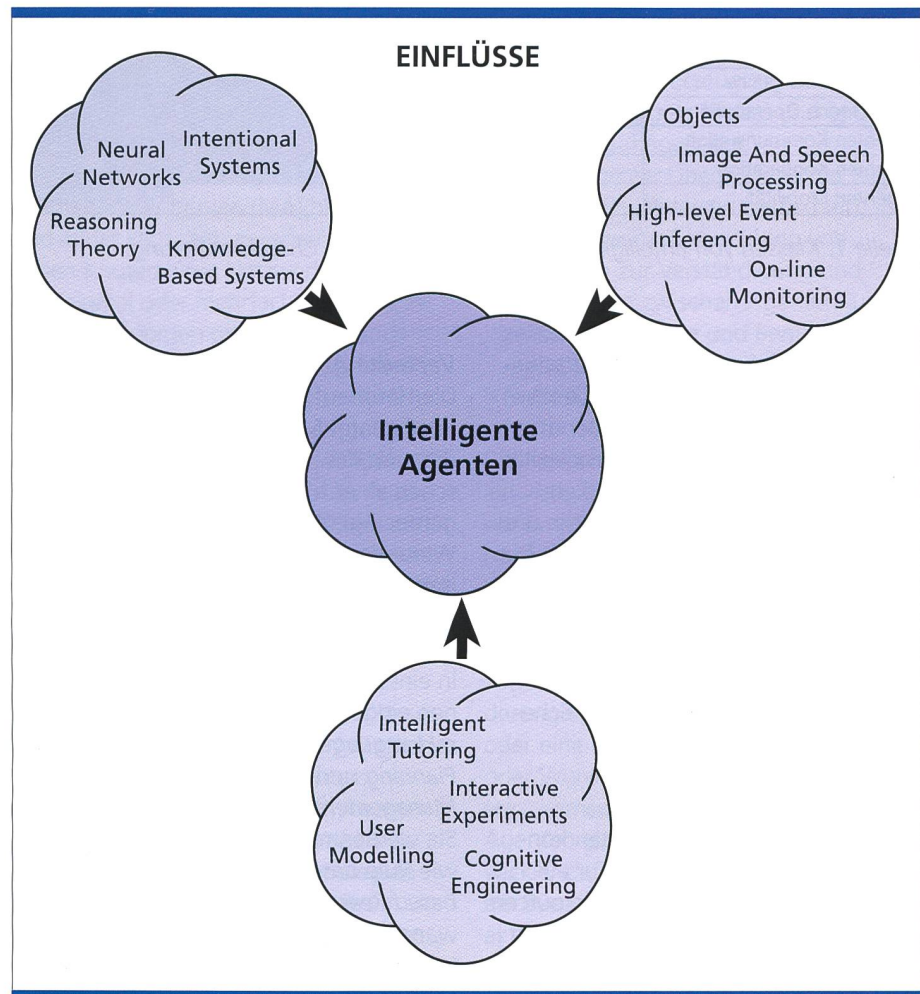 EINFLÜSSE
Neural
Networks
Intentional
Systems
Reasoning
Theory
Knowledge-
Based Systems
Objects
Image And Speech
Processing
High-level Event
Inferencing
On-line
Monitoring
Intelligente
Agenten
Intelligent
Tutoring
Interactive
Experiments
User
Modelling
Cognitive
Engineering